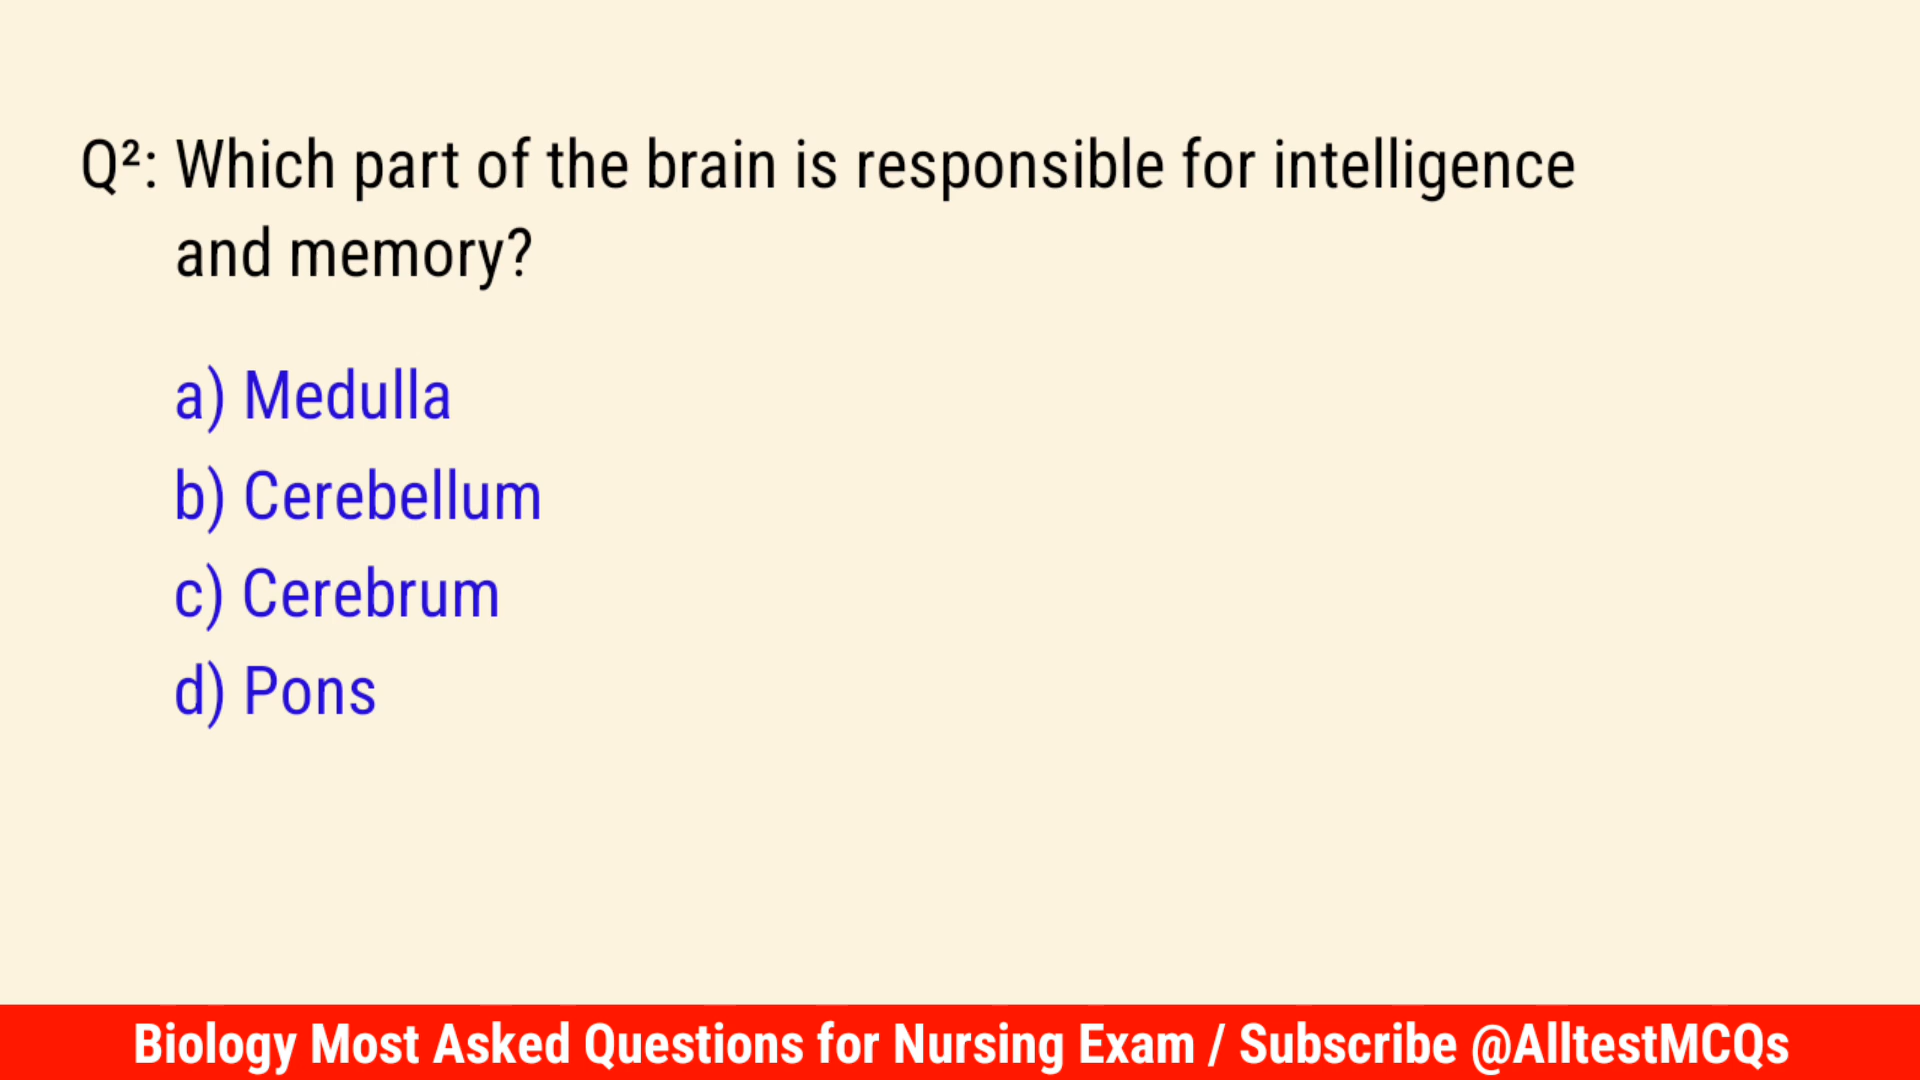 Q²: Which part of the brain is responsible for intelligence
and memory?
a) Medulla
b) Cerebellum
c) Cerebrum
d) Pons
Biology Most Asked Questions for Nursing Exam / Subscribe @AlltestMCQs